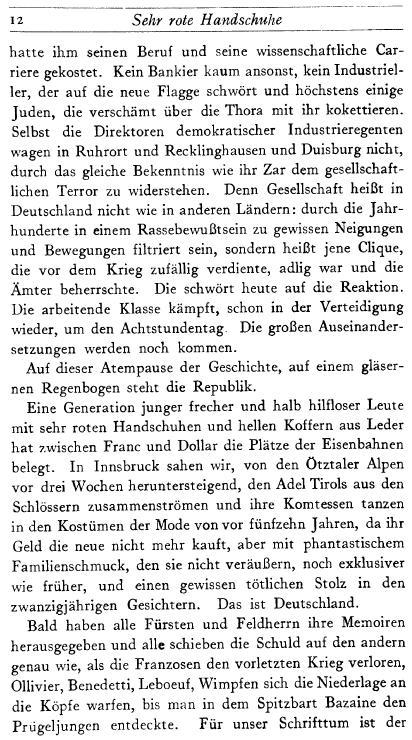 12 Sehr rote Handschuhe
hatte ihm seinen Beruf und seine wissenschaftliche Car-
riere gekostet. Kein Bankier kaum ansonst, kein Industriel-
ler, der auf die neue Flagge schwört und höchstens einige
Juden, die verschämt über die Thora mit ihr kokettieren.
Selbst die Direktoren demokratischer Industrieregenten
wagen in Ruhrort und Recklinghausen und Duisburg nicht,
durch das gleiche Bekenntnis wie ihr Zar dem gesellschaft-
lichen Terror zu widerstehen. Denn Gesellschaft heißt in
Deutschland nicht wie in anderen Ländern: durch die Jahr-
hunderte in einem Rassebewußtsein zu gewissen Neigungen
und Bewegungen filtriert sein, sondern heißt jene Clique,
die vor dem Krieg zufällig verdiente, adlig war und die
Ämter beherrschte. Die schwört heute auf die Reaktion.
Die arbeitende Klasse kämpft, schon in der Verteidigung
wieder, um den Achtstundentag. Die großen Auseinander-
setzungen werden noch kommen.
Auf dieser Atempause der Geschichte, auf einem gläser-
nen Regenbogen steht die Republik.
Eine Generation junger frecher und halb hilfloser Leute
mit sehr roten Handschuhen und hellen Koffern aus Leder
hat zwischen Franc und Dollar die Plätze der Eisenbahnen
belegt. In Innsbruck sahen wir, von den Ötztaler Alpen
vor drei Wochen heruntersteigend, den Adel Tirols aus den
Schlössern zusammenströmen und ihre Komtessen tanzen
in den Kostümen der Mode von vor fünfzehn Jahren, da ihr
Geld die neue nicht mehr kauft, aber mit phantastischem
Familienschmuck, den sie nicht veräußern, noch exklusiver
wie früher, und einen gewissen tötlichen Stolz in den
zwanzigjährigen Gesichtern. Das ist Deutschland.
Bald haben alle Fürsten und Feldherrn ihre Memoiren
herausgegeben und alle schieben die Schuld auf den andern
genau wie, als die Franzosen den vorletzten Krieg verloren,
Ollivier, Benedetti, Leboeuf, Wimpfen sich die Niederlage an
die Köpfe warfen, bis man in dem Spitzbart Bazaine den
Prügeljungen entdeckte. Für unser Schrifttum ist der